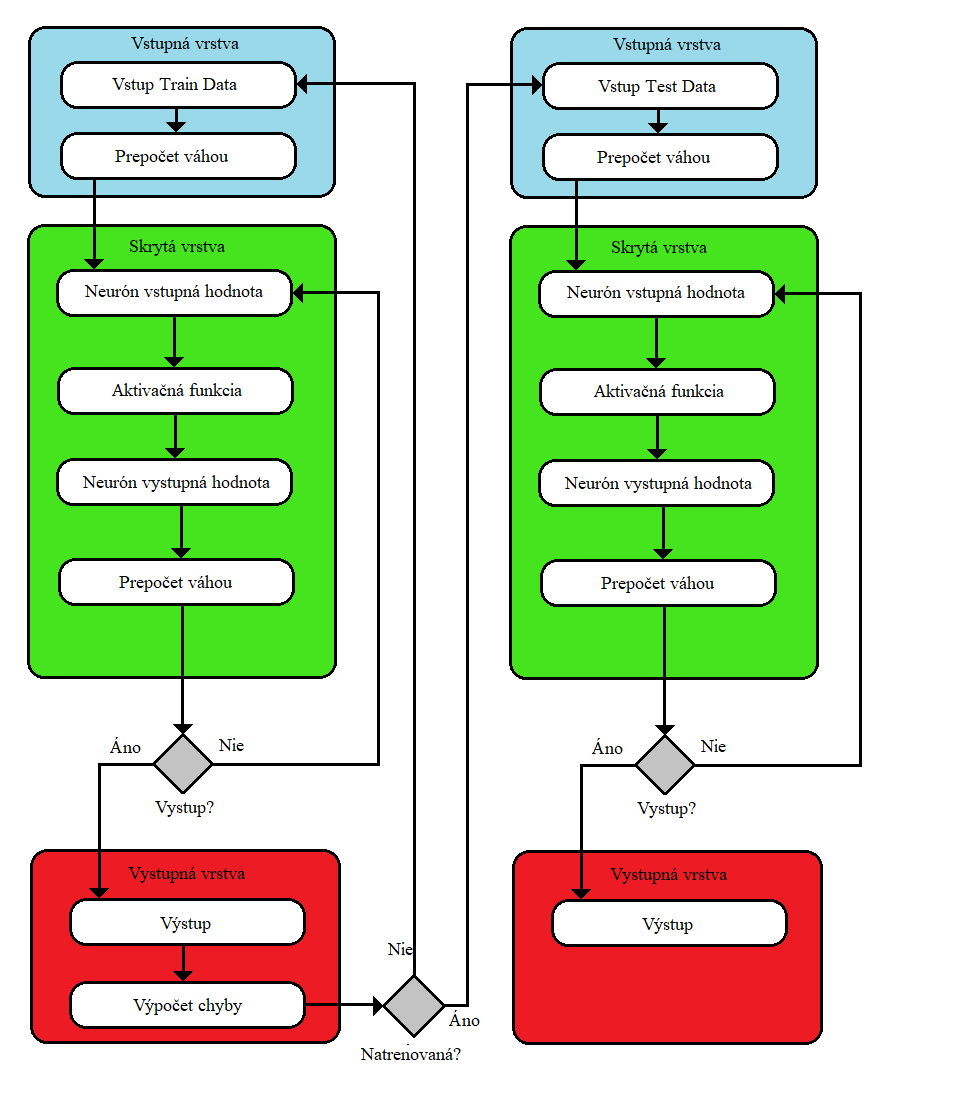 Vstupná vrstva
Vstup Train Data
Prepočet váhou
Skrytá vrstva
Neurón vstupná hodnota
Aktivačná funkcia
Neurón vystupná hodnota
Prepočet váhou
Áno
Nie
Vystup?
Vystupná vrstva
Výstup
Výpočet chyby
Nie
Áno
Natrenovaná?
Vstupná vrstva
Vstup Test Data
Prepočet váhou
Skrytá vrstva
Neurón vstupná hodnota
Aktivačná funkcia
Neurón vystupná hodnota
Prepočet váhou
Áno
Nie
Vystup?
Vystupná vrstva
Výstup